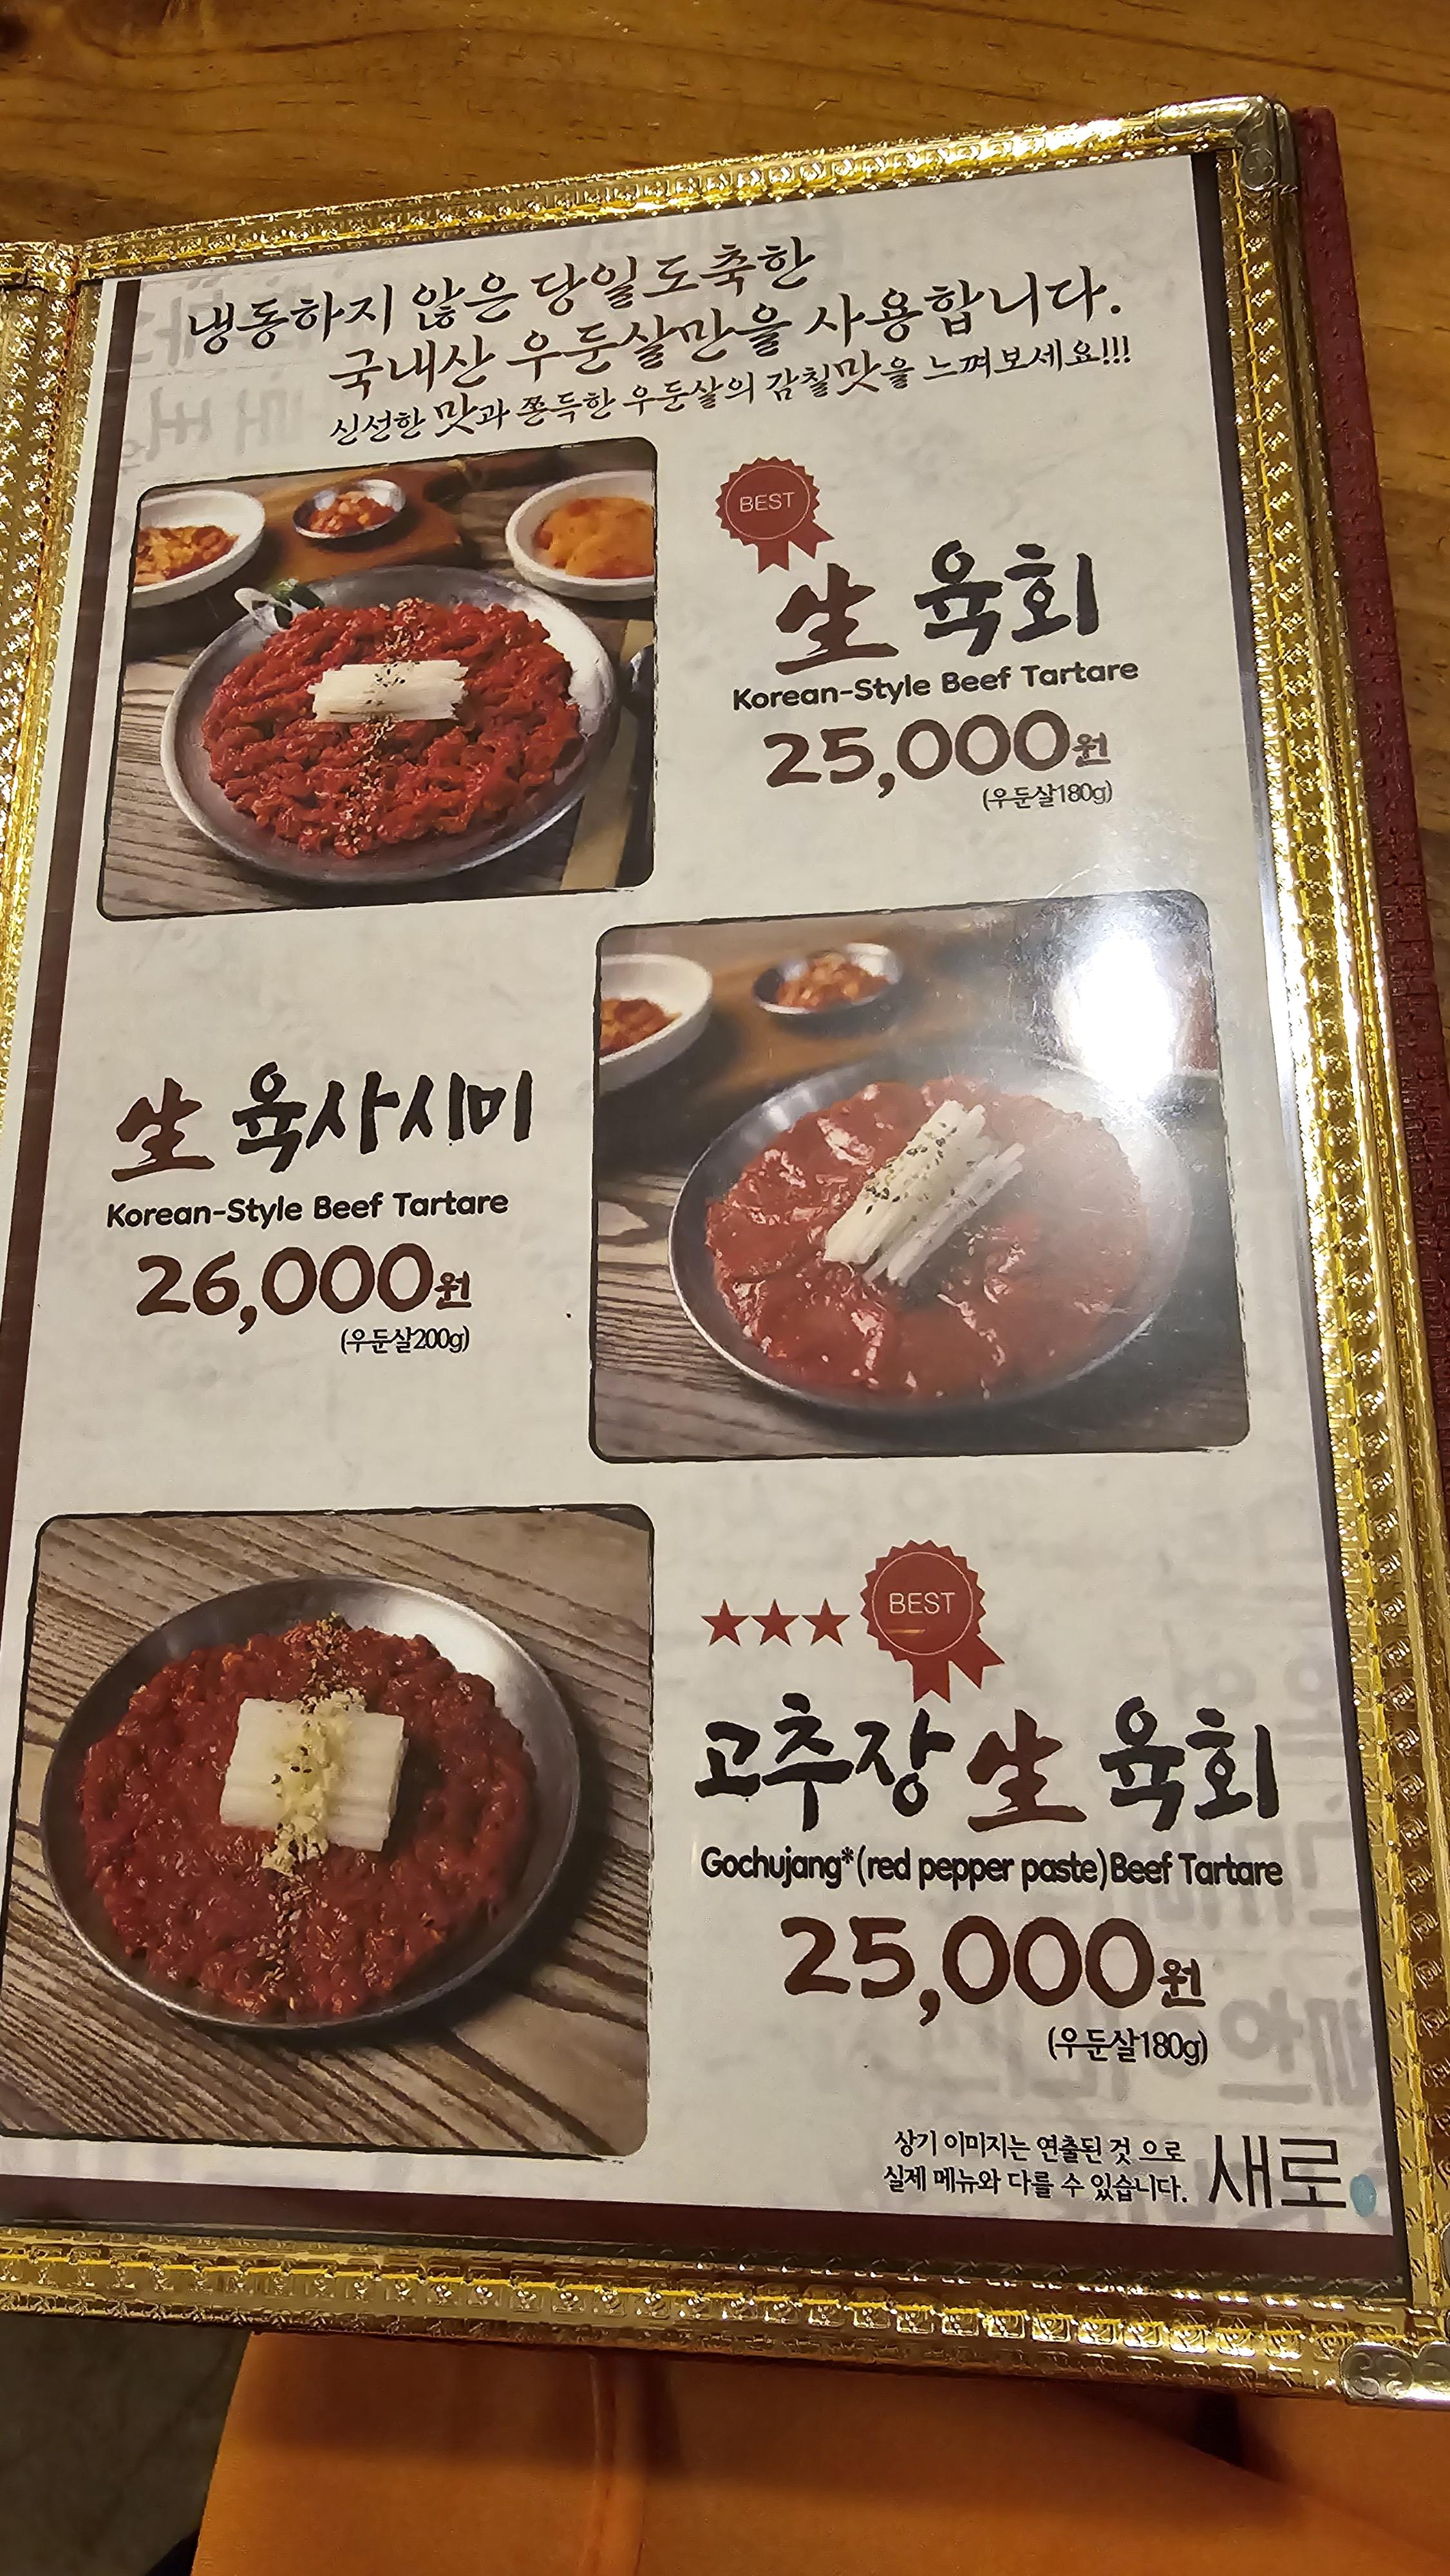 냉동하지 않은 당일도축한
국내산 우둔살만을 사용합니다.
신선한 맛과 쫀득한 우둔살의 감칠맛을 느껴보세요!!!
BEST
生 육회
Korean-Style Beef Tartare
25,000원
(우둔살180g)
生 육사시미
Korean-Style Beef Tartare
26,000원
(우둔살200g)
★★★ BEST
고추장 生 육회
Gochujang*(red pepper paste)Beef Tartare
25,000원
(우둔살180g)
상기 이미지는 연출된 것 으로
실제 메뉴와 다를 수 있습니다.
새로